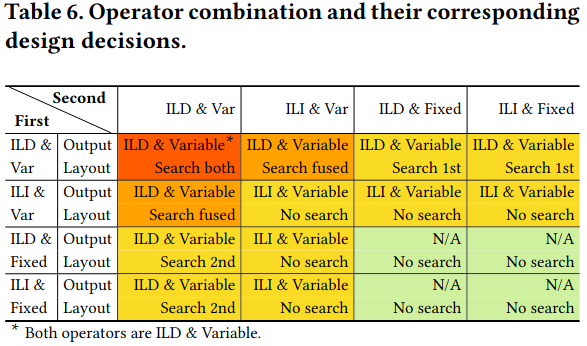 Table 6. Operator combination and their corresponding
design decisions.
Second
First
ILD & Var ILI & Var ILD & Fixed ILI & Fixed
ILD & Output ILD & Variable* ILD & Variable ILD & Variable ILD & Variable
Var Layout Search both Search fused Search 1st Search 1st
ILI & Output ILD & Variable ILI & Variable ILI & Variable ILI & Variable
Var Layout Search fused No search No search No search
ILD & Output ILD & Variable ILI & Variable N/A N/A
Fixed Layout Search 2nd No search No search No search
ILI & Output ILD & Variable ILI & Variable N/A N/A
Fixed Layout Search 2nd No search No search No search
* Both operators are ILD & Variable.